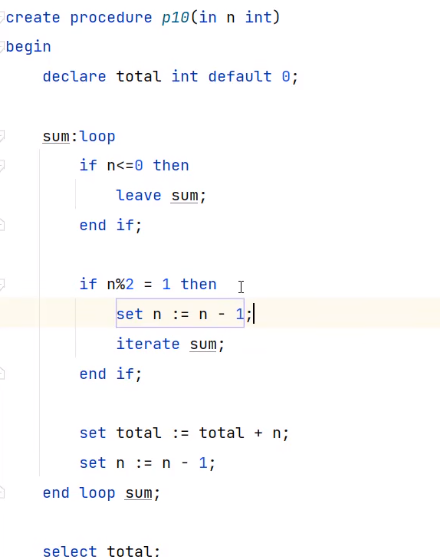 create procedure p10(in n int)
begin
    declare total int default 0;

    sum:loop
        if n<=0 then
            leave sum;
        end if;

        if n%2 = 1 then
            set n := n - 1;
            iterate sum;
        end if;

        set total := total + n;
        set n := n - 1;
    end loop sum;

    select total;